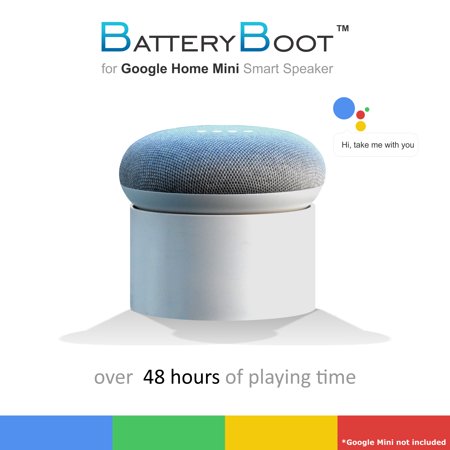 BATTERYBOOT™
for Google Home Mini Smart Speaker
Hi, take me with you
over 48 hours of playing time
*Google Mini not included